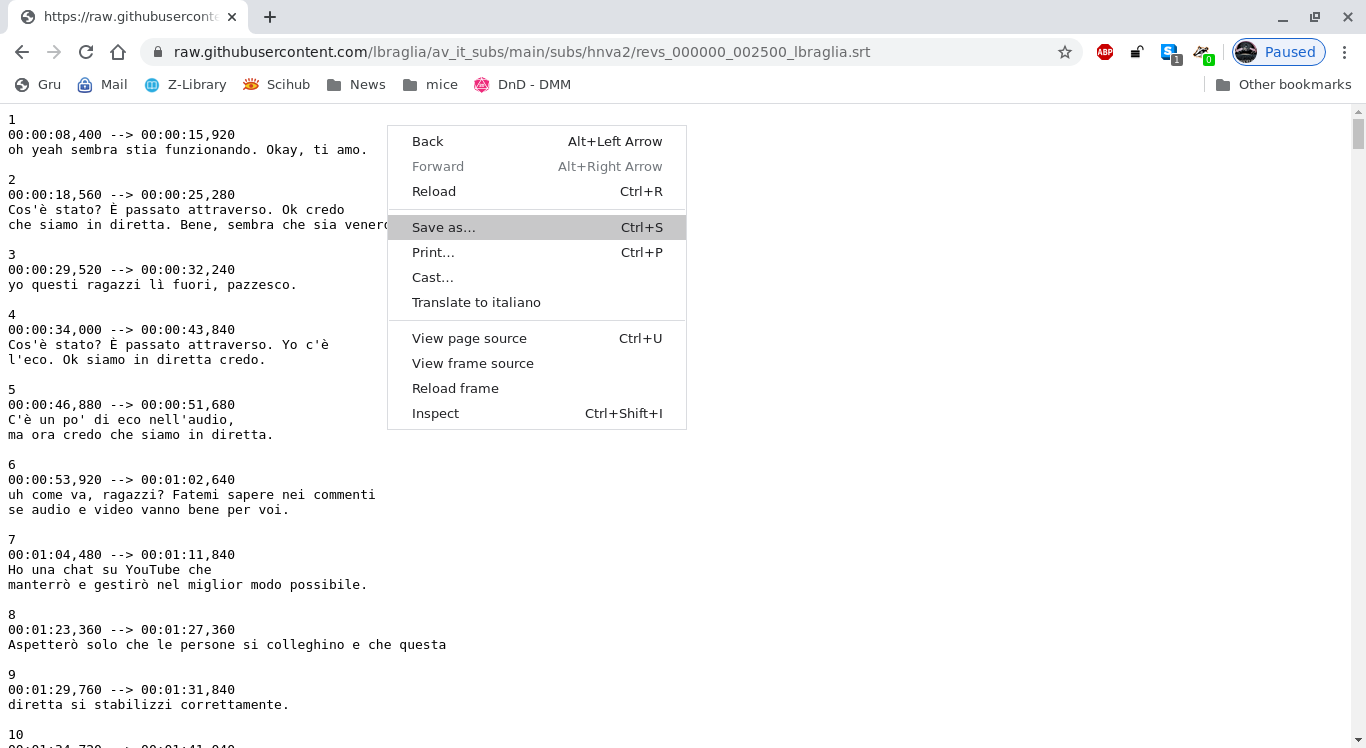 https://raw.githubuserconte
raw.githubusercontent.com/lbraglia/av_it_subs/main/subs/hnva2/revs_000000_002500_lbraglia.srt
ABP
1
0
Paused
Gru
Mail
Z-Library
Scihub
News
mice
DnD - DMM
Other bookmarks
1
00:00:08,400 --> 00:00:15,920
oh yeah sembra stia funzionando. Okay, ti amo.
2
00:00:18,560 --> 00:00:25,280
Cos'è stato? È passato attraverso. Ok credo
che siamo in diretta. Bene, sembra che sia venerd
3
00:00:29,520 --> 00:00:32,240
yo questi ragazzi lì fuori, pazzesco.
4
00:00:34,000 --> 00:00:43,840
Cos'è stato? È passato attraverso. Yo c'è
l'eco. Ok siamo in diretta credo.
5
00:00:46,880 --> 00:00:51,680
C'è un po' di eco nell'audio,
ma ora credo che siamo in diretta.
6
00:00:53,920 --> 00:01:02,640
uh come va, ragazzi? Fatemi sapere nei commenti
se audio e video vanno bene per voi.
7
00:01:04,480 --> 00:01:11,840
Ho una chat su YouTube che
manterrò e gestirò nel miglior modo possibile.
8
00:01:23,360 --> 00:01:27,360
Aspetterò solo che le persone si colleghino e che questa
9
00:01:29,760 --> 00:01:31,840
diretta si stabilizzi correttamente.
10
Back Alt+Left Arrow
Forward Alt+Right Arrow
Reload Ctrl+R
Save as... Ctrl+S
Print... Ctrl+P
Cast...
Translate to italiano
View page source Ctrl+U
View frame source
Reload frame
Inspect Ctrl+Shift+I